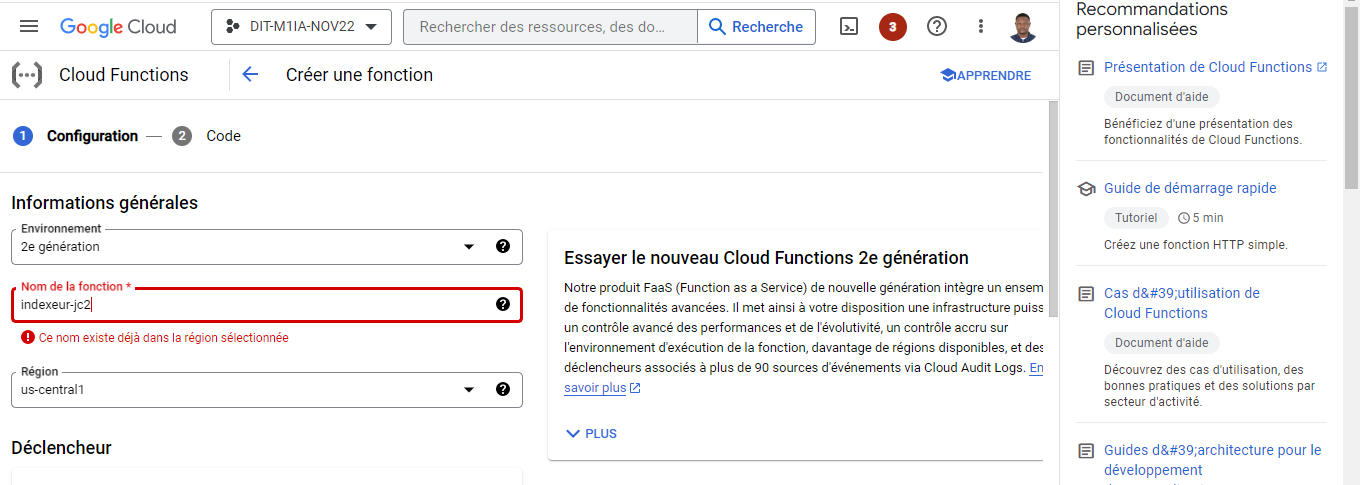 Google Cloud
DIT-M1IA-NOV22
Rechercher des ressources, des do...
Recherche
3
Cloud Functions
Créer une fonction
APPRENDRE
1 Configuration — 2 Code
Informations générales
Environnement
2e génération
Nom de la fonction *
indexeur-jc2
Ce nom existe déjà dans la région sélectionnée
Région
us-central1
Déclencheur
Essayer le nouveau Cloud Functions 2e génération
Notre produit FaaS (Function as a Service) de nouvelle génération intègre un ensem
de fonctionnalités avancées. Il met ainsi à votre disposition une infrastructure puiss
un contrôle avancé des performances et de l'évolutivité, un contrôle accru sur
l'environnement d'exécution de la fonction, davantage de régions disponibles, et des
déclencheurs associés à plus de 90 sources d'événements via Cloud Audit Logs. En
savoir plus
PLUS
Recommandations
personnalisées
Présentation de Cloud Functions
Document d'aide
Bénéficiez d'une présentation des
fonctionnalités de Cloud Functions.
Guide de démarrage rapide
Tutoriel 5 min
Créez une fonction HTTP simple.
Cas d&#39;utilisation de
Cloud Functions
Document d'aide
Découvrez des cas d'utilisation, des
bonnes pratiques et des solutions par
secteur d'activité.
Guides d&#39;architecture pour le
développement